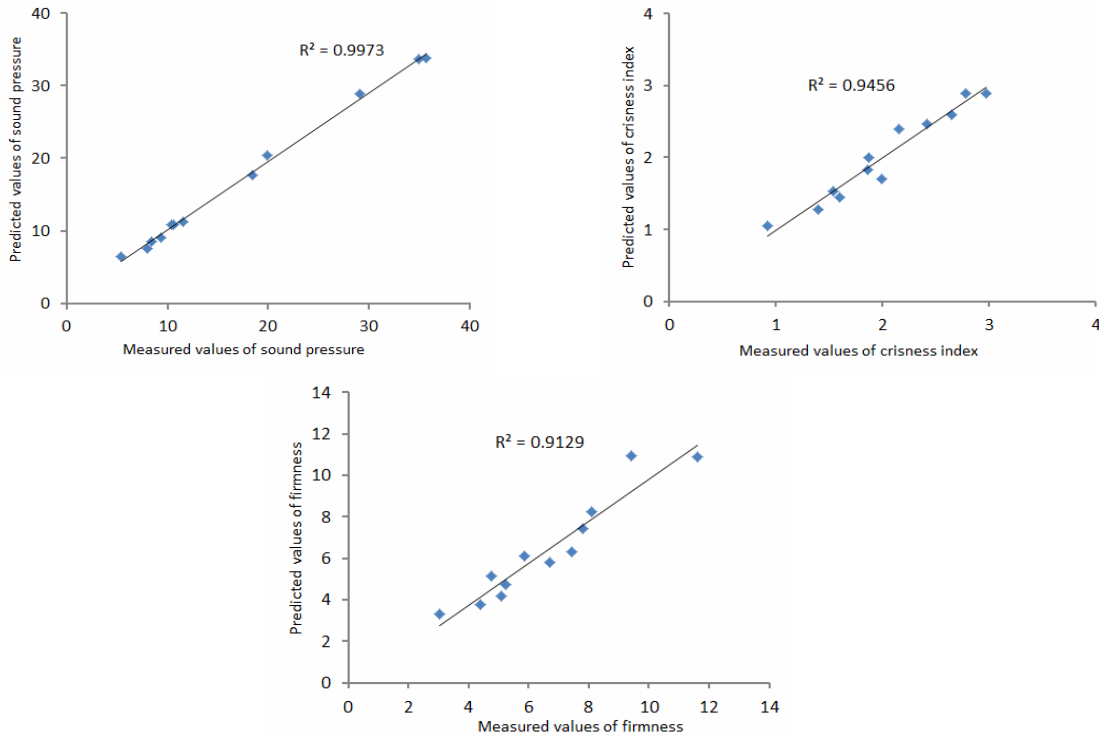 40
30
20
10
0
0 10 20 30 40
R² = 0.9973
Predicted values of sound pressure
Measured values of sound pressure
4
3
2
1
0
0 1 2 3 4
R² = 0.9456
Predicted values of crisness index
Measured values of crisness index
14
12
10
8
6
4
2
0
0 2 4 6 8 10 12 14
R² = 0.9129
Predicted values of firmness
Measured values of firmness